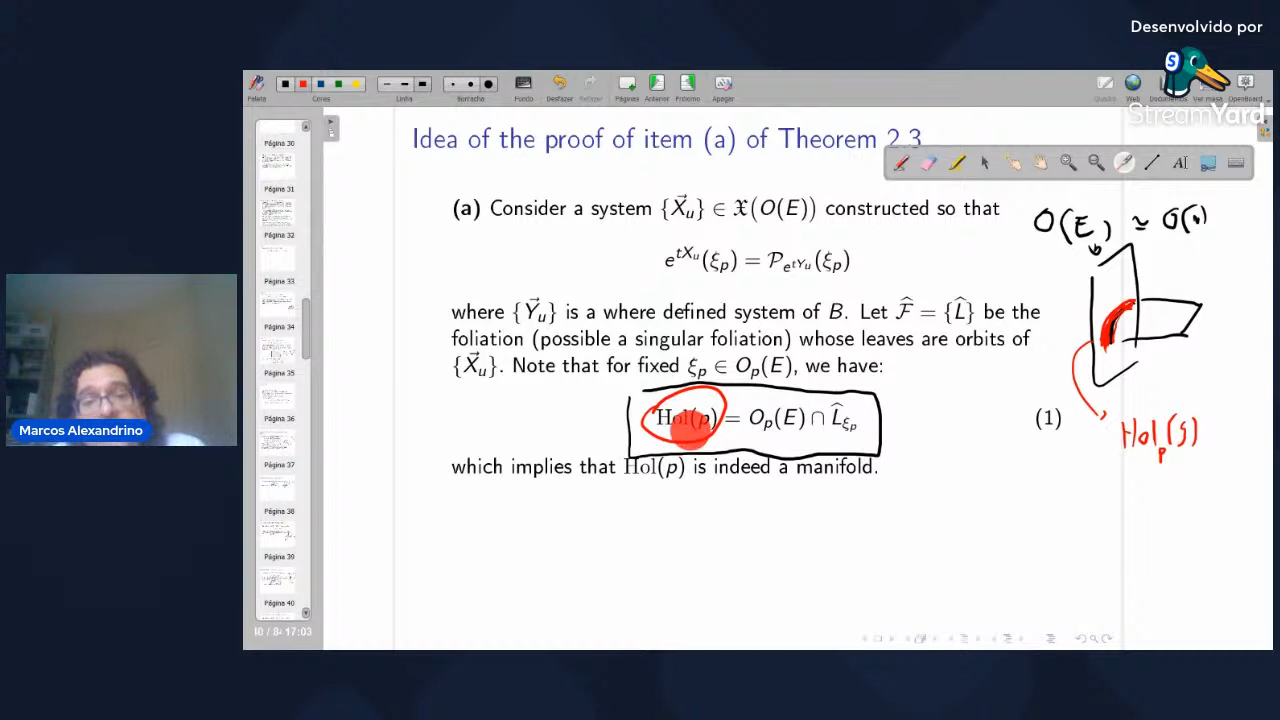 Desenvolvido por
StreamYard
Paleta Cores Linha Borracha Fundo Desfazer Refazer Páginas Anterior Próximo Apagar Quadro Web Documentos Ver mesa OpenBoard
Página 30
Página 31
Página 32
Página 33
Página 34
Página 35
Página 36
Página 37
Página 38
Página 39
Página 40
17:03
Idea of the proof of item (a) of Theorem 2.3
(a) Consider a system {X⃗_u} ∈ 𝔛(O(E)) constructed so that
e^{tX_u}(ξ_p) = 𝒫_{e^{tY_u}}(ξ_p)
where {Y⃗_u} is a where defined system of B. Let ℱ̂ = {L̂} be the
foliation (possible a singular foliation) whose leaves are orbits of
{X⃗_u}. Note that for fixed ξ_p ∈ O_p(E), we have:
Hol(p) = O_p(E) ∩ L̂_{ξ_p} (1)
which implies that Hol(p) is indeed a manifold.
Marcos Alexandrino